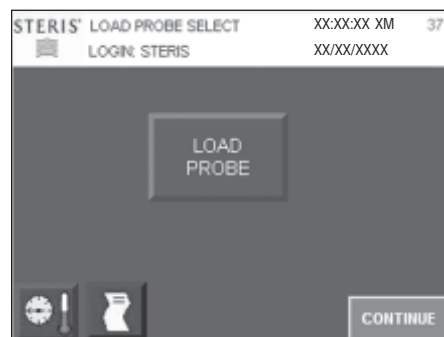 STERIS' LOAD PROBE SELECT XX:XX:XX XM 37
LOGIN: STERIS XX/XX/XXXX
LOAD
PROBE
CONTINUE